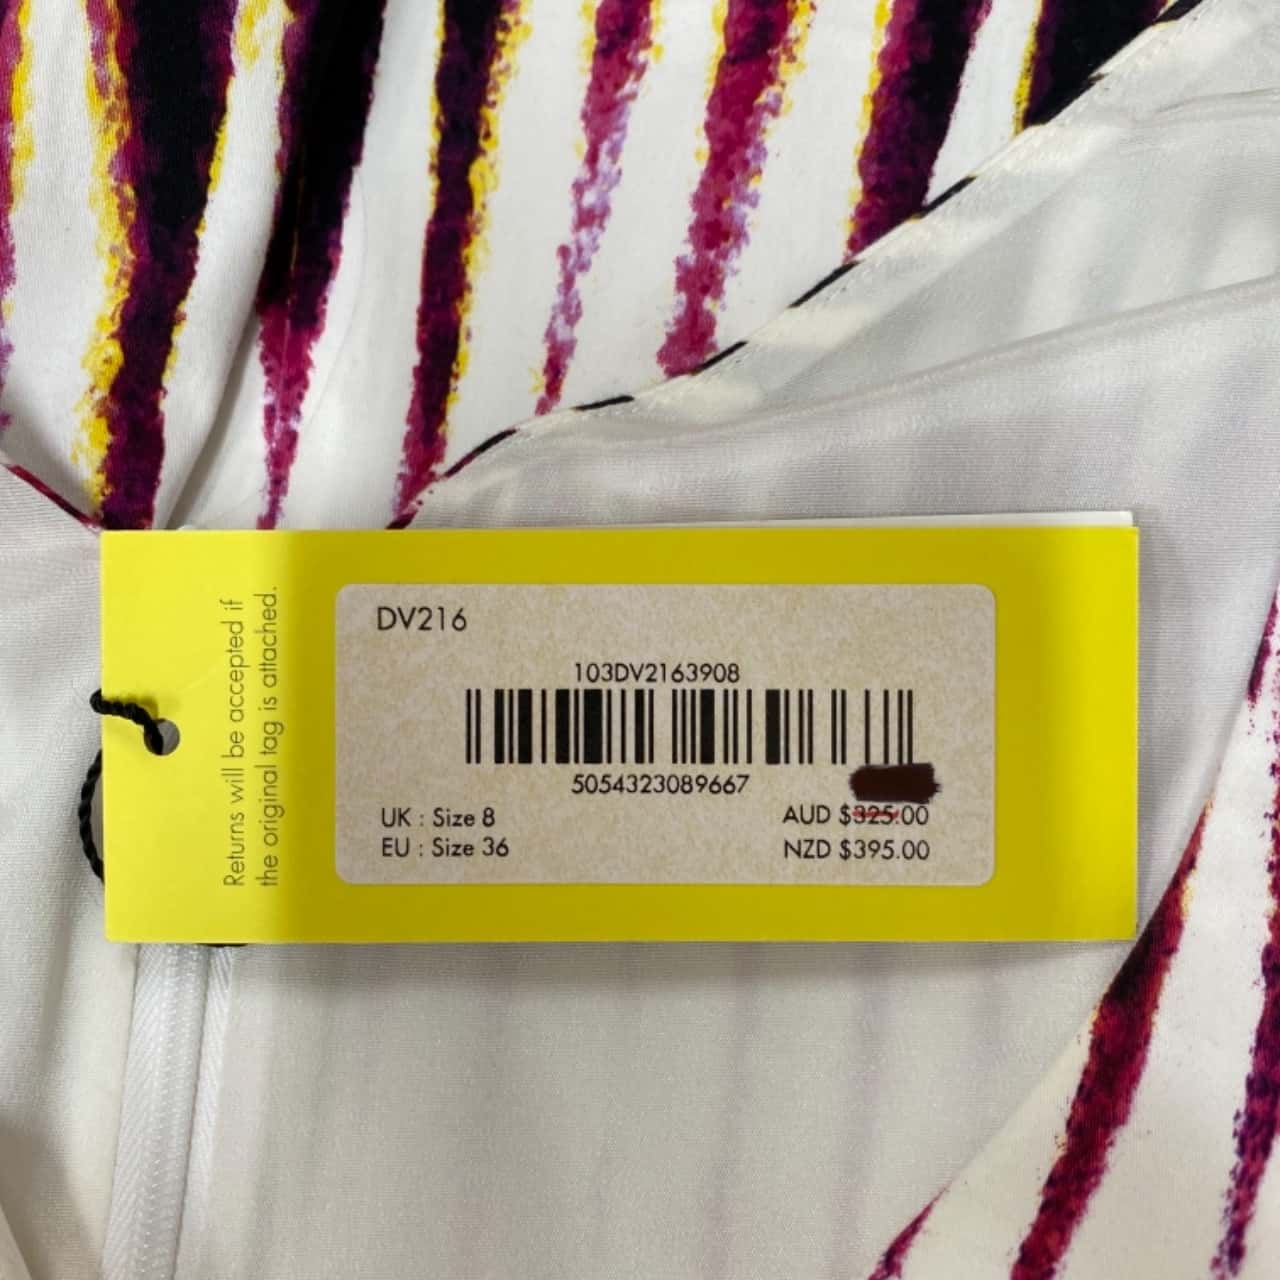 Returns will be accepted if
the original tag is attached.
DV216
103DV2163908
5054323089667
UK : Size 8
EU : Size 36
AUD $325.00
NZD $395.00